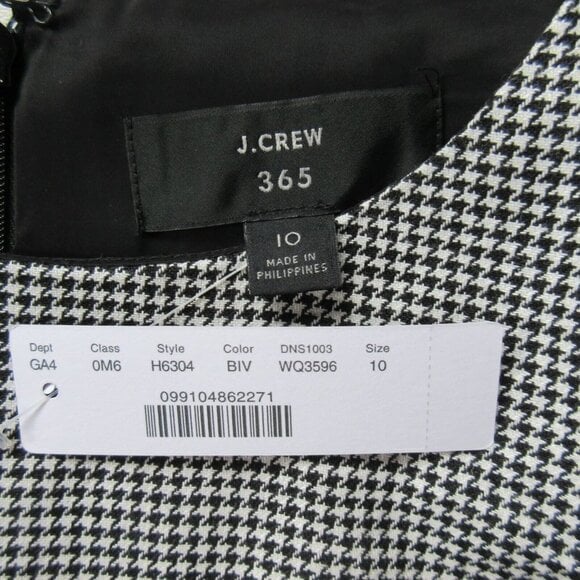 J.CREW
365
10
MADE IN
PHILIPPINES
Dept Class Style Color DNS1003 Size
GA4 0M6 H6304 BIV WQ3596 10
099104862271